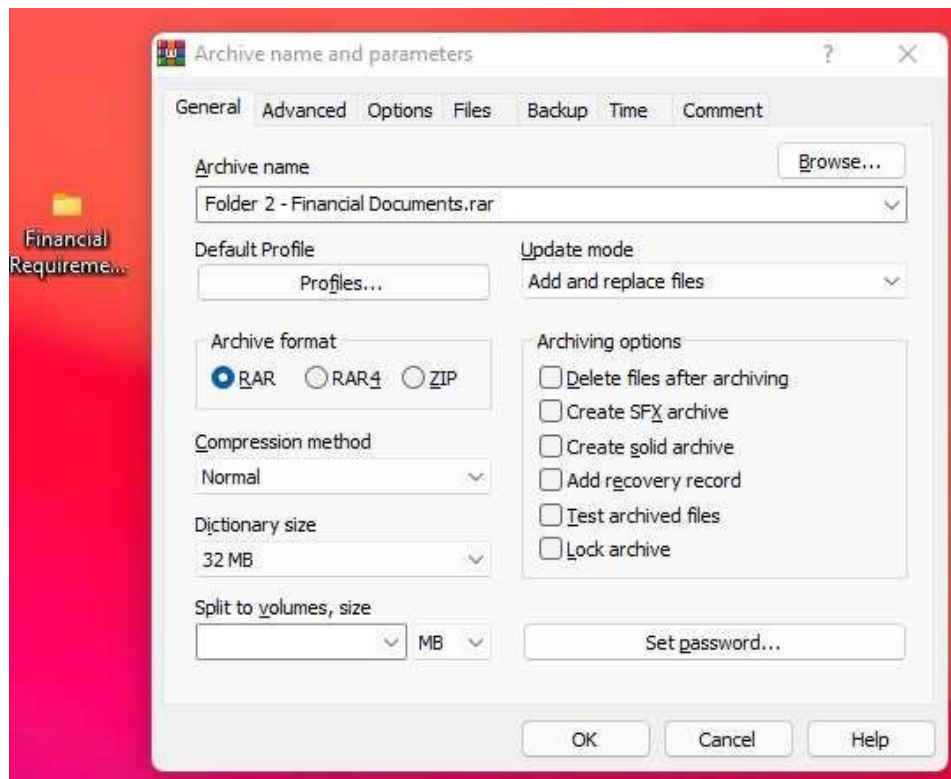 Archive name and parameters
?
General Advanced Options Files Backup Time Comment
Archive name
Browse...
Folder 2 - Financial Documents.rar
Financial
Requireme...
Default Profile
Profiles...
Update mode
Add and replace files
Archive format
RAR RAR4 ZIP
Compression method
Normal
Dictionary size
32 MB
Split to volumes, size
MB
Archiving options
Delete files after archiving
Create SFX archive
Create solid archive
Add recovery record
Test archived files
Lock archive
Set password...
OK Cancel Help